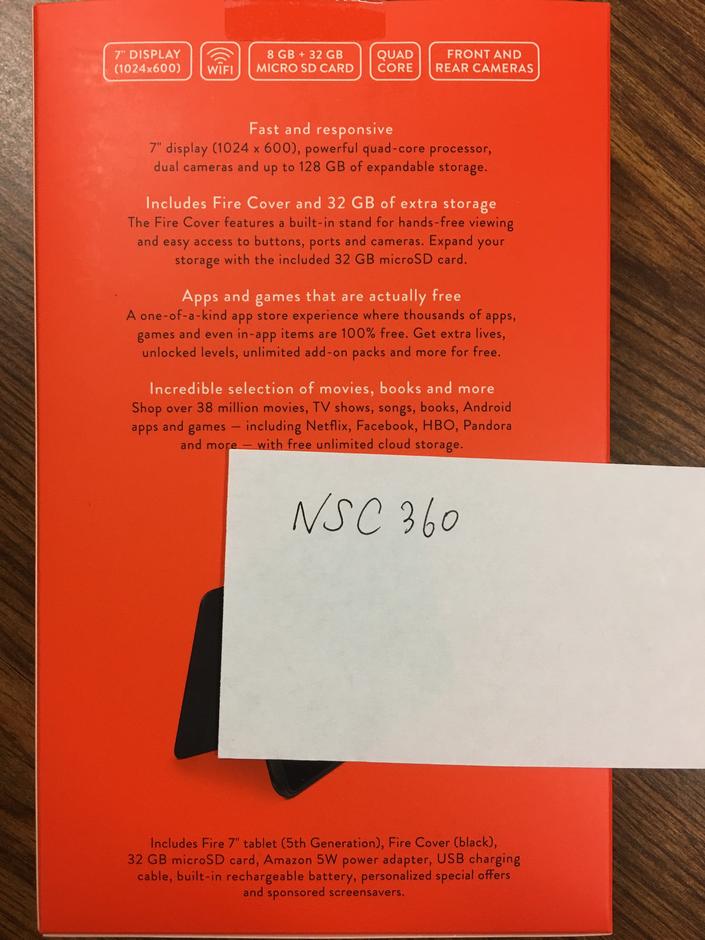 7" DISPLAY
(1024x600)
WIFI
8 GB + 32 GB
MICRO SD CARD
QUAD
CORE
FRONT AND
REAR CAMERAS
Fast and responsive
7" display (1024 x 600), powerful quad-core processor,
dual cameras and up to 128 GB of expandable storage.
Includes Fire Cover and 32 GB of extra storage
The Fire Cover features a built-in stand for hands-free viewing
and easy access to buttons, ports and cameras. Expand your
storage with the included 32 GB microSD card.
Apps and games that are actually free
A one-of-a-kind app store experience where thousands of apps,
games and even in-app items are 100% free. Get extra lives,
unlocked levels, unlimited add-on packs and more for free.
Incredible selection of movies, books and more
Shop over 38 million movies, TV shows, songs, books, Android
apps and games — including Netflix, Facebook, HBO, Pandora
and more — with free unlimited cloud storage.
NSC 360
Includes Fire 7" tablet (5th Generation), Fire Cover (black),
32 GB microSD card, Amazon 5W power adapter, USB charging
cable, built-in rechargeable battery, personalized special offers
and sponsored screensavers.